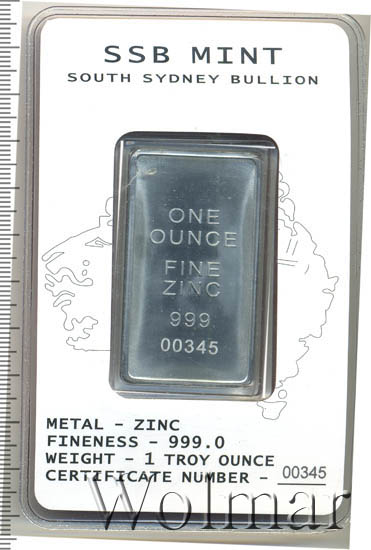 SSB MINT
SOUTH SYDNEY BULLION
ONE
OUNCE
FINE
ZINC
999
00345
METAL - ZINC
FINENESS - 999.0
WEIGHT - 1 TROY OUNCE
CERTIFICATE NUMBER - 00345
Wolmar